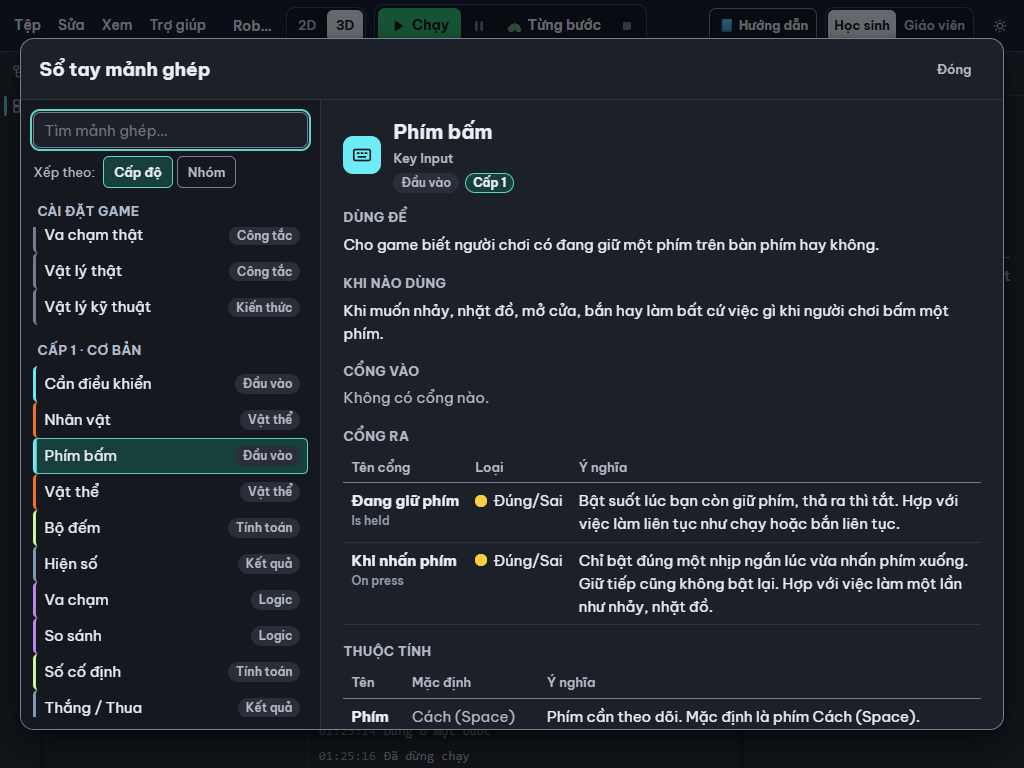 Tệp Sửa Xem Trợ giúp Rob... 2D 3D Chạy Từng bước Hướng dẫn Học sinh Giáo viên
Sổ tay mảnh ghép
Đóng
Tìm mảnh ghép...
Xếp theo: Cấp độ Nhóm
CÀI ĐẶT GAME
Va chạm thật Công tắc
Vật lý thật Công tắc
Vật lý kỹ thuật Kiến thức
CẤP 1 · CƠ BẢN
Cần điều khiển Đầu vào
Nhân vật Vật thể
Phím bấm Đầu vào
Vật thể Vật thể
Bộ đếm Tính toán
Hiện số Kết quả
Va chạm Logic
So sánh Logic
Số cố định Tính toán
Thắng / Thua Kết quả
Phím bấm
Key Input
Đầu vào Cấp 1
DÙNG ĐỂ
Cho game biết người chơi có đang giữ một phím trên bàn phím hay không.
KHI NÀO DÙNG
Khi muốn nhảy, nhặt đồ, mở cửa, bắn hay làm bất cứ việc gì khi người chơi bấm một
phím.
CỔNG VÀO
Không có cổng nào.
CỔNG RA
Tên cổng Loại Ý nghĩa
Đang giữ phím Đúng/Sai Bật suốt lúc bạn còn giữ phím, thả ra thì tắt. Hợp với
Is held việc làm liên tục như chạy hoặc bắn liên tục.
Khi nhấn phím Đúng/Sai Chỉ bật đúng một nhịp ngắn lúc vừa nhấn phím xuống.
On press Giữ tiếp cũng không bật lại. Hợp với việc làm một lần
như nhảy, nhặt đồ.
THUỘC TÍNH
Tên Mặc định Ý nghĩa
Phím Cách (Space) Phím cần theo dõi. Mặc định là phím Cách (Space).
01:25:16 Đã dừng chạy